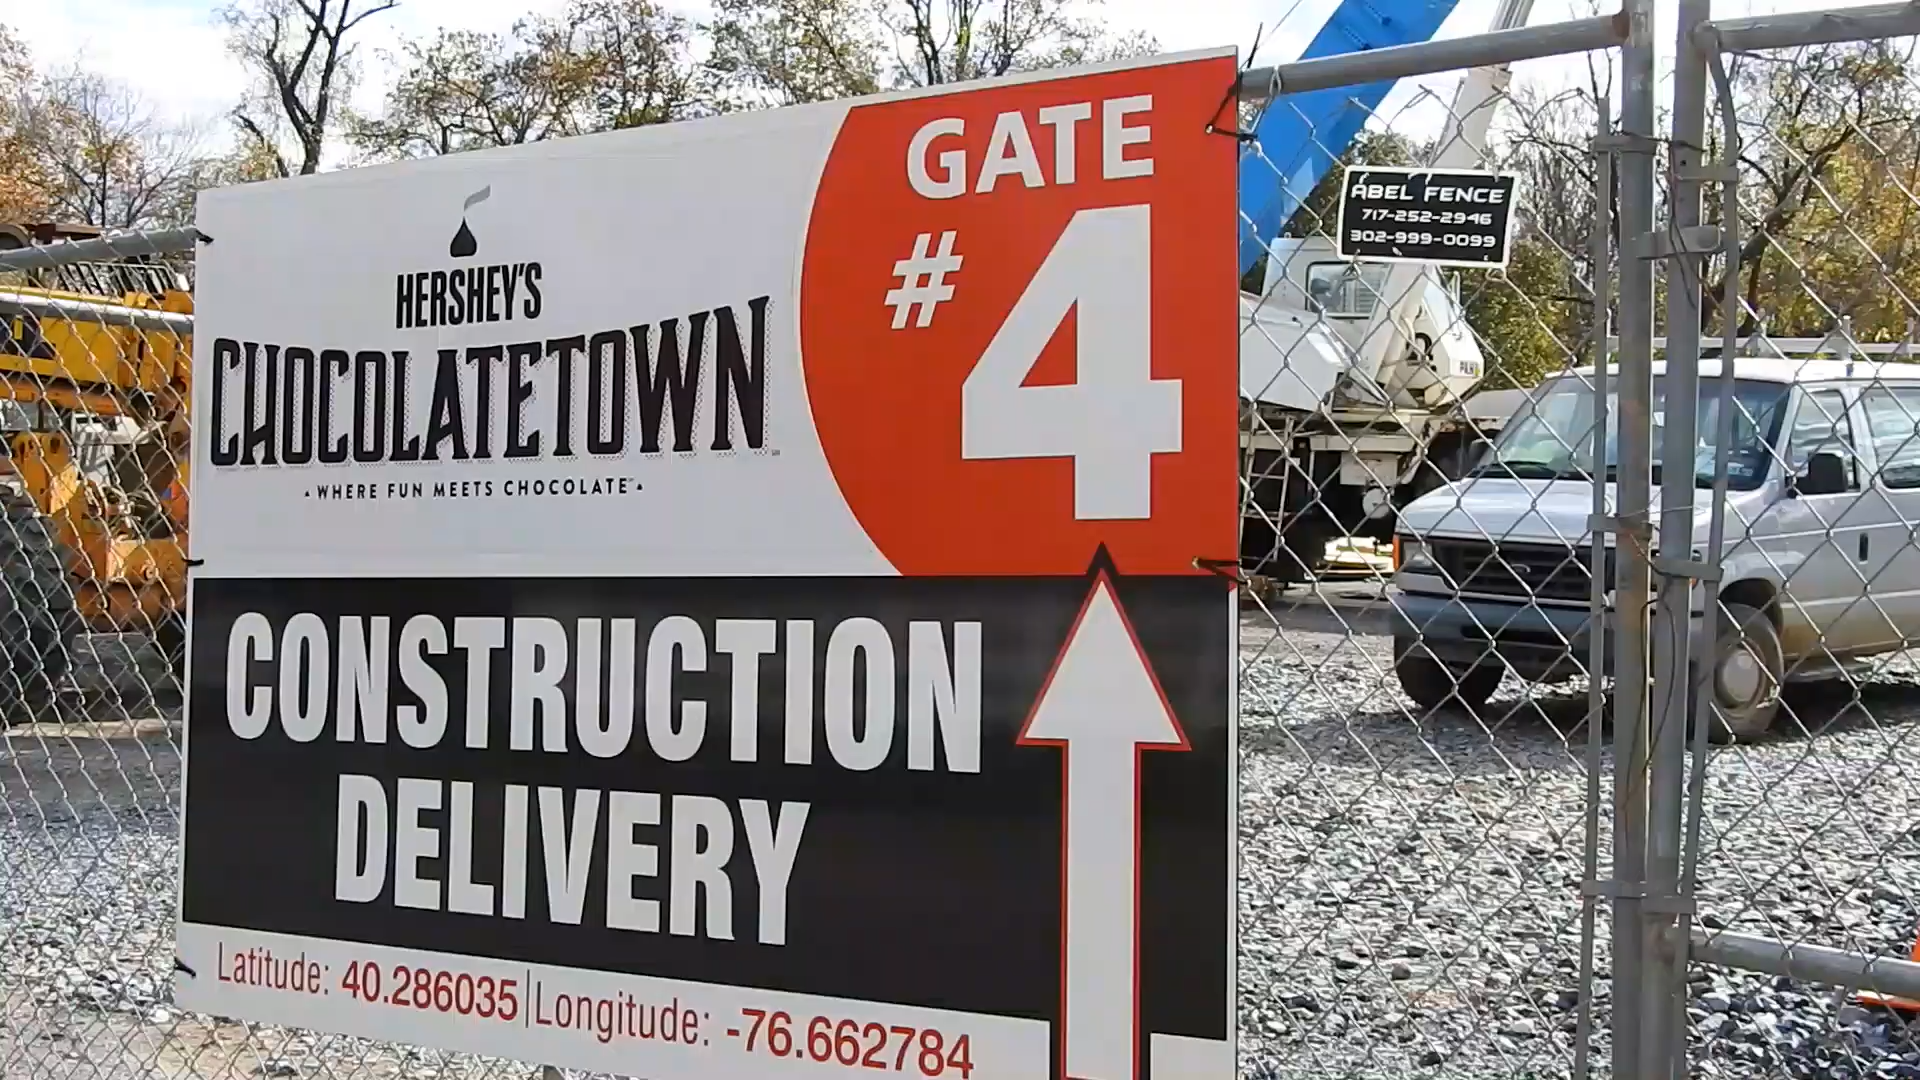 GATE
#4
HERSHEY'S
CHOCOLATETOWN
WHERE FUN MEETS CHOCOLATE
CONSTRUCTION
DELIVERY
Latitude: 40.286035|Longitude: -76.662784
ABEL FENCE
717-252-2946
302-999-0099